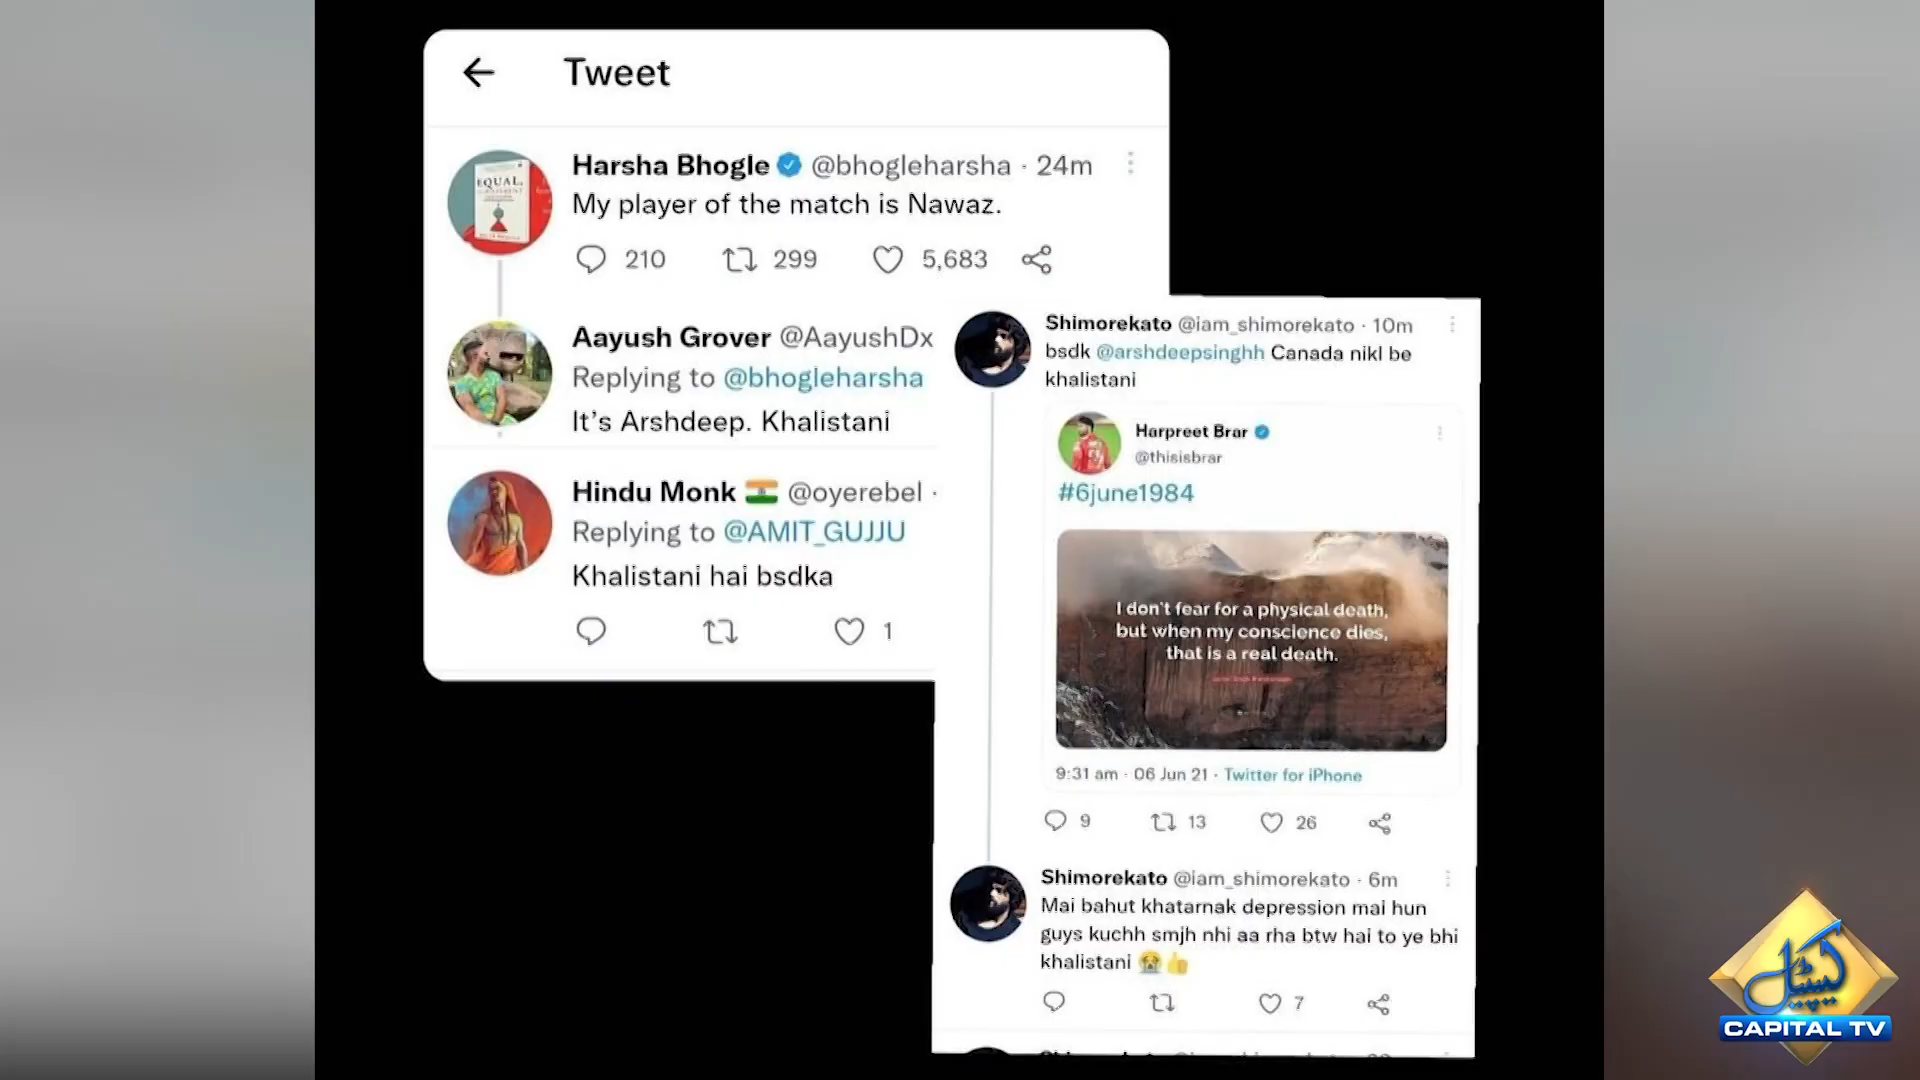 Tweet
Harsha Bhogle @bhogleharsha · 24m
My player of the match is Nawaz.
210 299 5,683
Aayush Grover @AayushDx
Replying to @bhogleharsha
It's Arshdeep. Khalistani
Hindu Monk @oyerebel ·
Replying to @AMIT_GUJJU
Khalistani hai bsdka
1
Shimorekato @iam_shimorekato · 10m
bsdk @arshdeepsinghh Canada nikl be
khalistani
Harpreet Brar
@thisisbrar
#6june1984
I don't fear for a physical death,
but when my conscience dies,
that is a real death.
9:31 am · 06 Jun 21 · Twitter for iPhone
9 13 26
Shimorekato @iam_shimorekato · 6m
Mai bahut khatarnak depression mai hun
guys kuchh smjh nhi aa rha btw hai to ye bhi
khalistani 😭👍
7
EQUAL,
کیپیٹل
CAPITAL TV